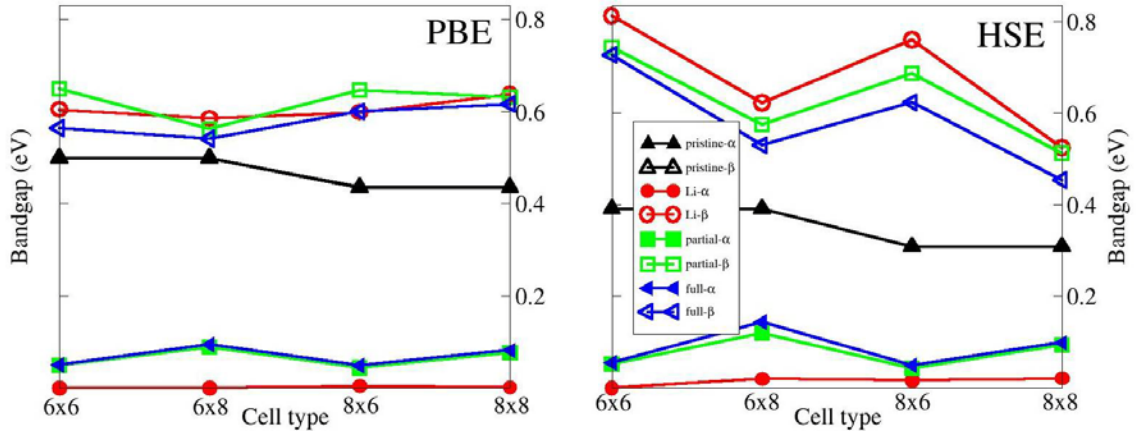 PBE
HSE
0.8
0.6
0.4
0.2
Bandgap (eV)
Bandgap (eV)
0.8
0.6
0.4
0.2
Bandgap (eV)
pristine-α
pristine-β
Li-α
Li-β
partial-α
partial-β
full-α
full-β
6x6
6x8
8x6
8x8
Cell type
6x6
6x8
8x6
8x8
Cell type